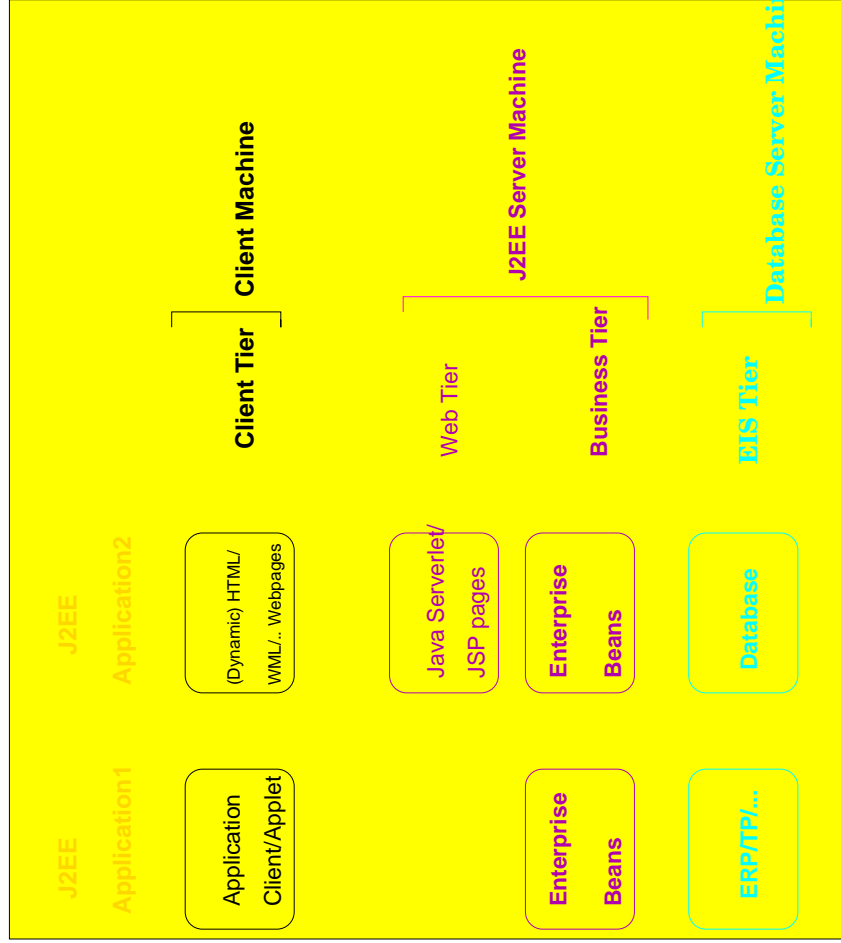 J2EE
Application1
J2EE
Application2
Application
Client/Applet
(Dynamic) HTML/
WML/.. Webpages
Client Tier
Client Machine
Java Serverlet/
JSP pages
Web Tier
J2EE Server Machine
Enterprise
Beans
Enterprise
Beans
Business Tier
ERP/TP/...
Database
EIS Tier
Database Server Machin